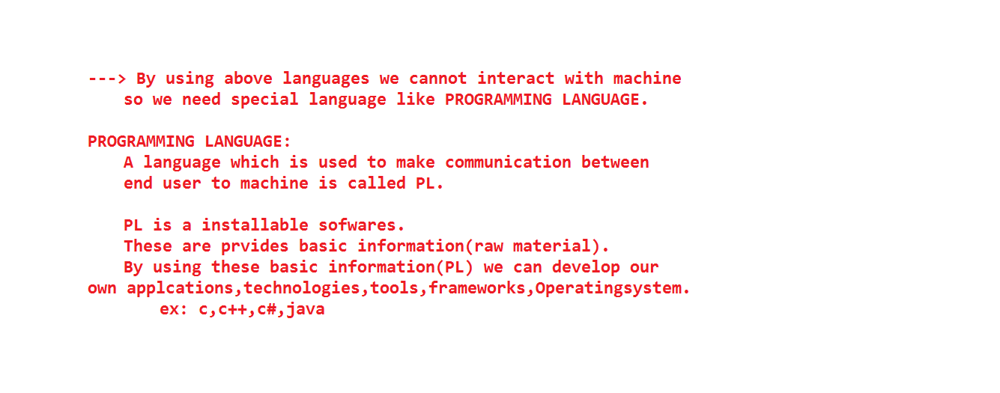 ---> By using above languages we cannot interact with machine
so we need special language like PROGRAMMING LANGUAGE.
PROGRAMMING LANGUAGE:
A language which is used to make communication between
end user to machine is called PL.
PL is a installable sofwares.
These are prvides basic information(raw material).
By using these basic information(PL) we can develop our
own applcations,technologies,tools,frameworks,Operatingsystem.
ex: c,c++,c#,java